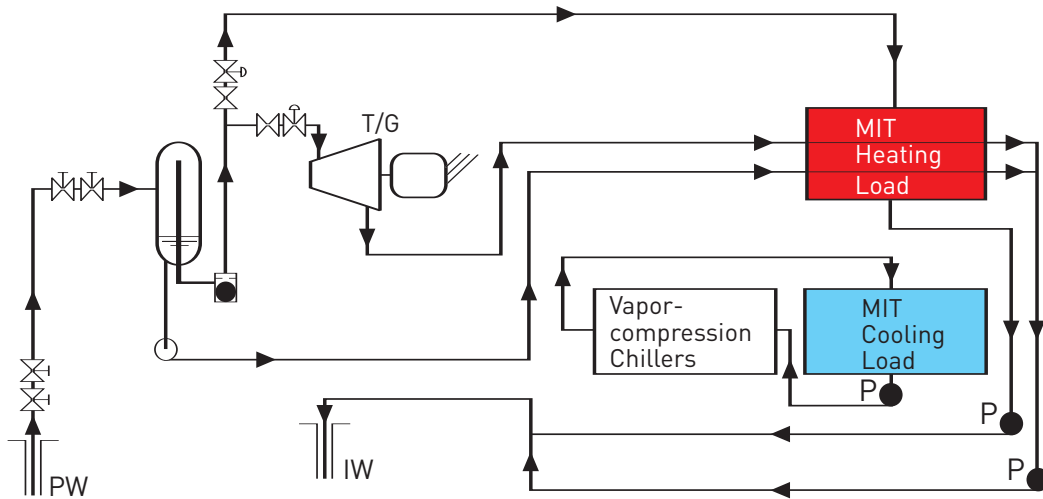 T/G
MIT
Heating
Load
Vapor-
compression
Chillers
MIT
Cooling
Load
P
P
P
PW
IW